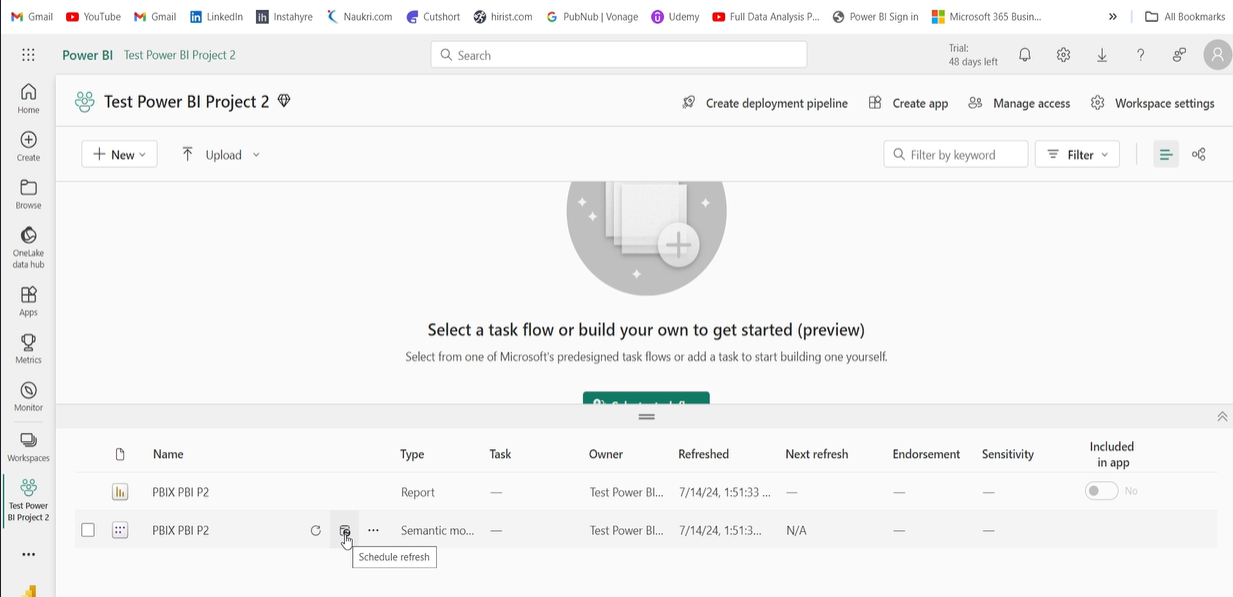 Gmail YouTube Gmail LinkedIn Instahyre Naukri.com Cutshort hirist.com PubNub | Vonage Udemy Full Data Analysis P... Power BI Sign in Microsoft 365 Busin... » All Bookmarks
Power BI Test Power BI Project 2 Search Trial:
48 days left
Home
Create
Browse
OneLake
data hub
Apps
Metrics
Monitor
Workspaces
Test Power
BI Project 2
Test Power BI Project 2 Create deployment pipeline Create app Manage access Workspace settings
New Upload Filter by keyword Filter
Select a task flow or build your own to get started (preview)
Select from one of Microsoft's predesigned task flows or add a task to start building one yourself.
Name Type Task Owner Refreshed Next refresh Endorsement Sensitivity Included
in app
PBIX PBI P2 Report — Test Power BI... 7/14/24, 1:51:33 ... — — — No
PBIX PBI P2 Semantic mo... — Test Power BI... 7/14/24, 1:51:3... N/A — —
Schedule refresh